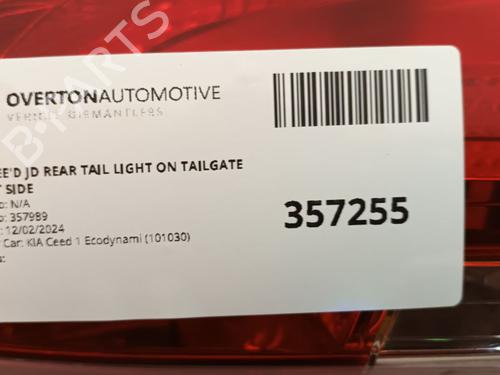 OVERTONAUTOMOTIVE
VEHICLE DISMANTLERS
EE'D JD REAR TAIL LIGHT ON TAILGATE
T SIDE
o: N/A
o: 357989
: 12/02/2024
Car: KIA Ceed 1 Ecodynami (101030)
s:
357255
B-PARTS